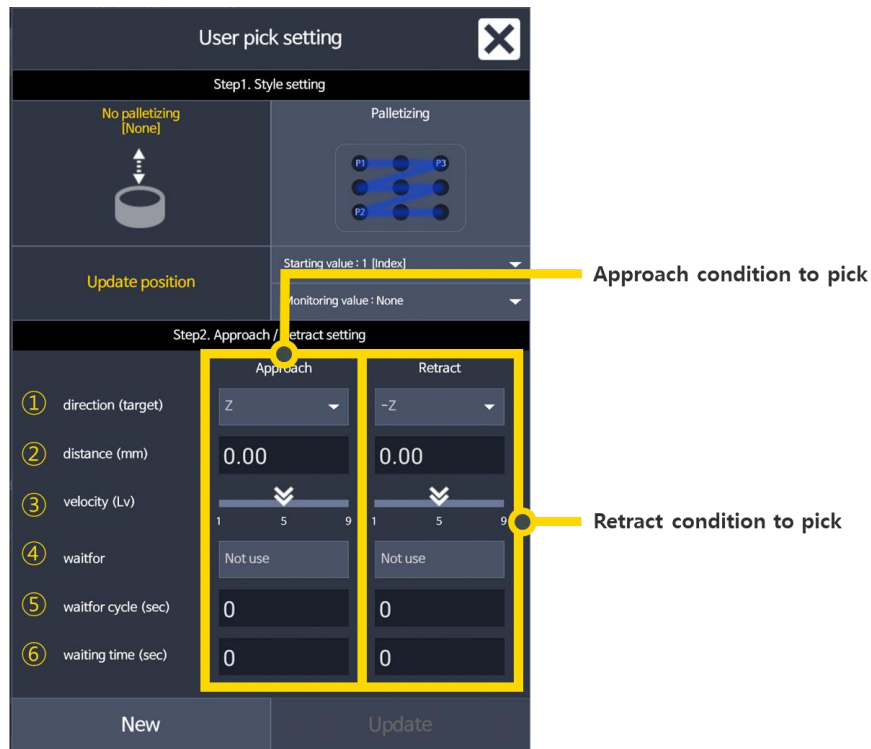 User pick setting
Step1. Style setting
No palletizing
[None]
Palletizing
P1
P3
P2
Update position
Starting value : 1 [Index]
Monitoring value : None
Approach condition to pick
Step2. Approach / Retract setting
Approach
Retract
① direction (target) Z -Z
② distance (mm) 0.00 0.00
③ velocity (Lv)
1 5 9 1 5 9
Retract condition to pick
④ waitfor Not use Not use
⑤ waitfor cycle (sec) 0 0
⑥ waiting time (sec) 0 0
New
Update